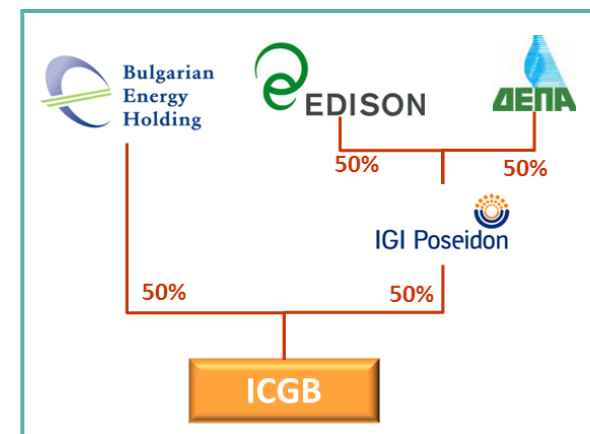 Bulgarian
Energy
Holding
EDISON
ΔΕΠΑ
50%
50%
IGI Poseidon
50%
50%
ICGB